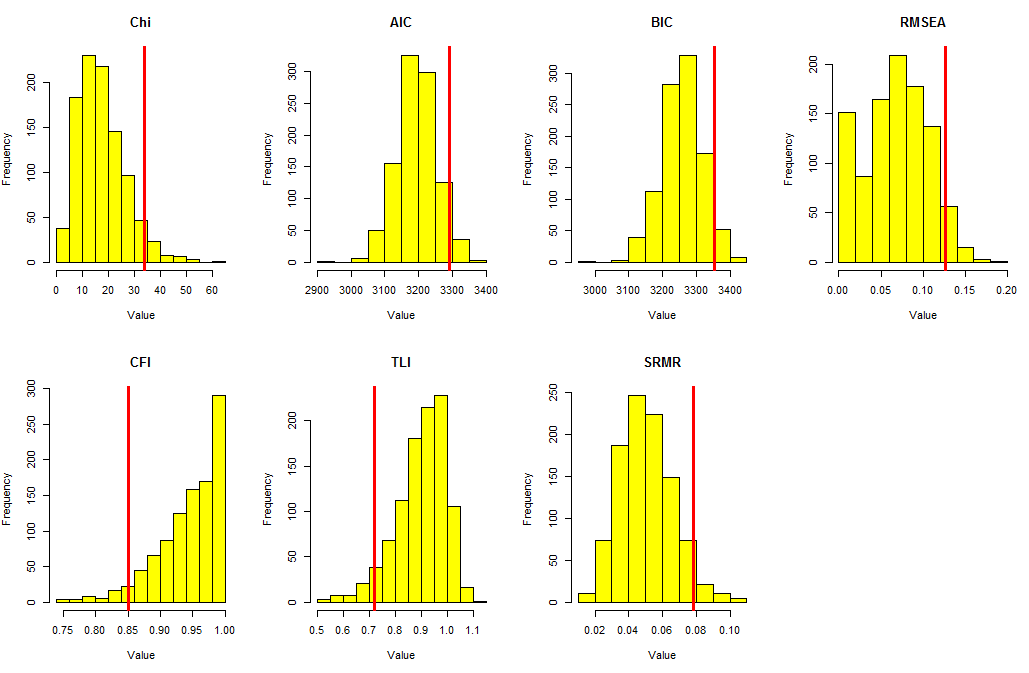 Chi
AIC
BIC
RMSEA
Frequency
0 50 100 150 200
0 10 20 30 40 50 60
Value
Frequency
0 50 100 150 200 250 300
2900 3000 3100 3200 3300 3400
Value
Frequency
0 50 100 150 200 250 300
3000 3100 3200 3300 3400
Value
Frequency
0 50 100 150 200
0.00 0.05 0.10 0.15 0.20
Value
CFI
TLI
SRMR
Frequency
0 50 100 150 200 250 300
0.75 0.80 0.85 0.90 0.95 1.00
Value
Frequency
0 50 100 150 200
0.5 0.6 0.7 0.8 0.9 1.0 1.1
Value
Frequency
0 50 100 150 200 250
0.02 0.04 0.06 0.08 0.10
Value